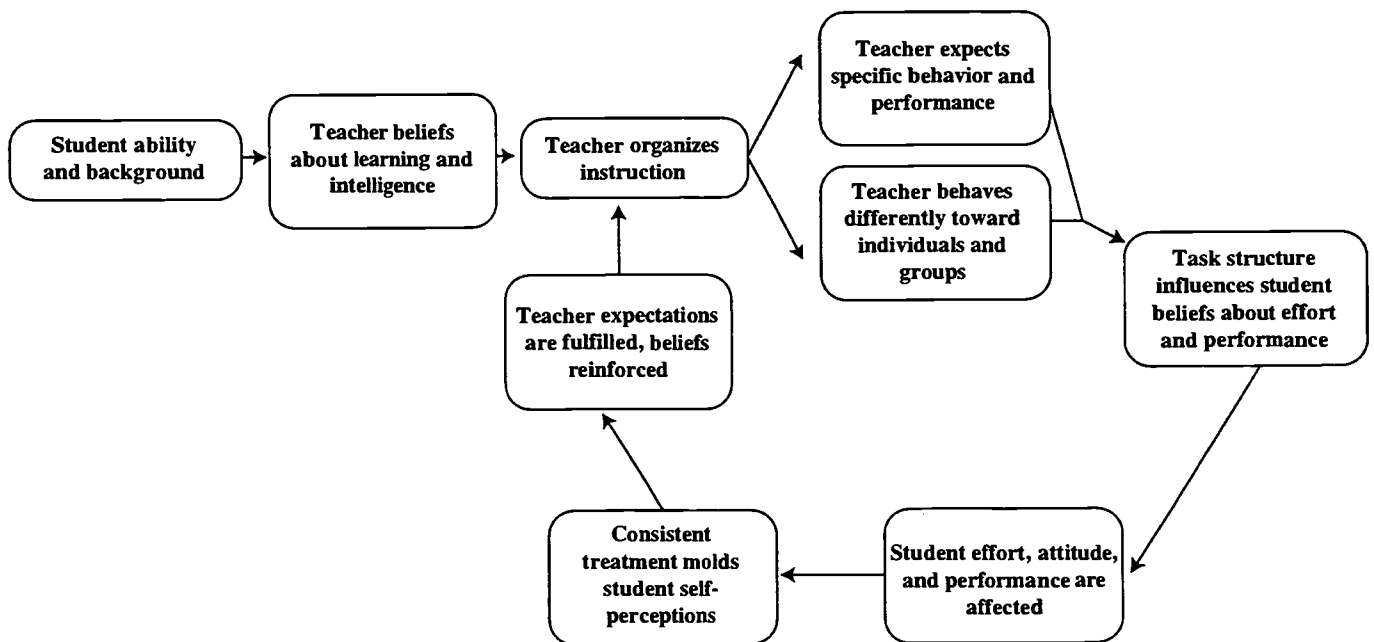 Student ability
and background
Teacher beliefs
about learning and
intelligence
Teacher organizes
instruction
Teacher expects
specific behavior and
performance
Teacher behaves
differently toward
individuals and
groups
Task structure
influences student
beliefs about effort
and performance
Student effort, attitude,
and performance are
affected
Consistent
treatment molds
student self-
perceptions
Teacher expectations
are fulfilled, beliefs
reinforced